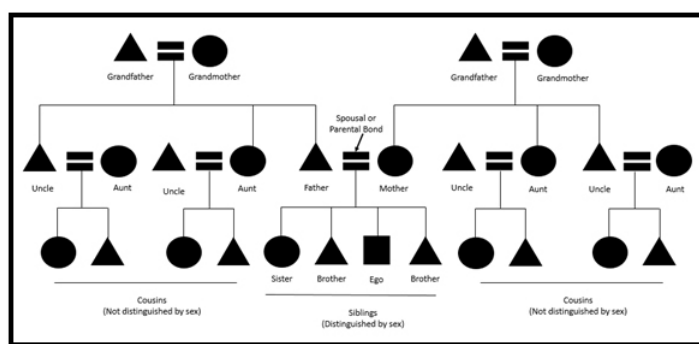 Grandfather
Grandmother
Grandfather
Grandmother
Spousal or
Parental Bond
Uncle
Aunt
Uncle
Aunt
Father
Mother
Uncle
Aunt
Uncle
Aunt
Sister
Brother
Ego
Brother
Cousins
(Not distinguished by sex)
Siblings
(Distinguished by sex)
Cousins
(Not distinguished by sex)